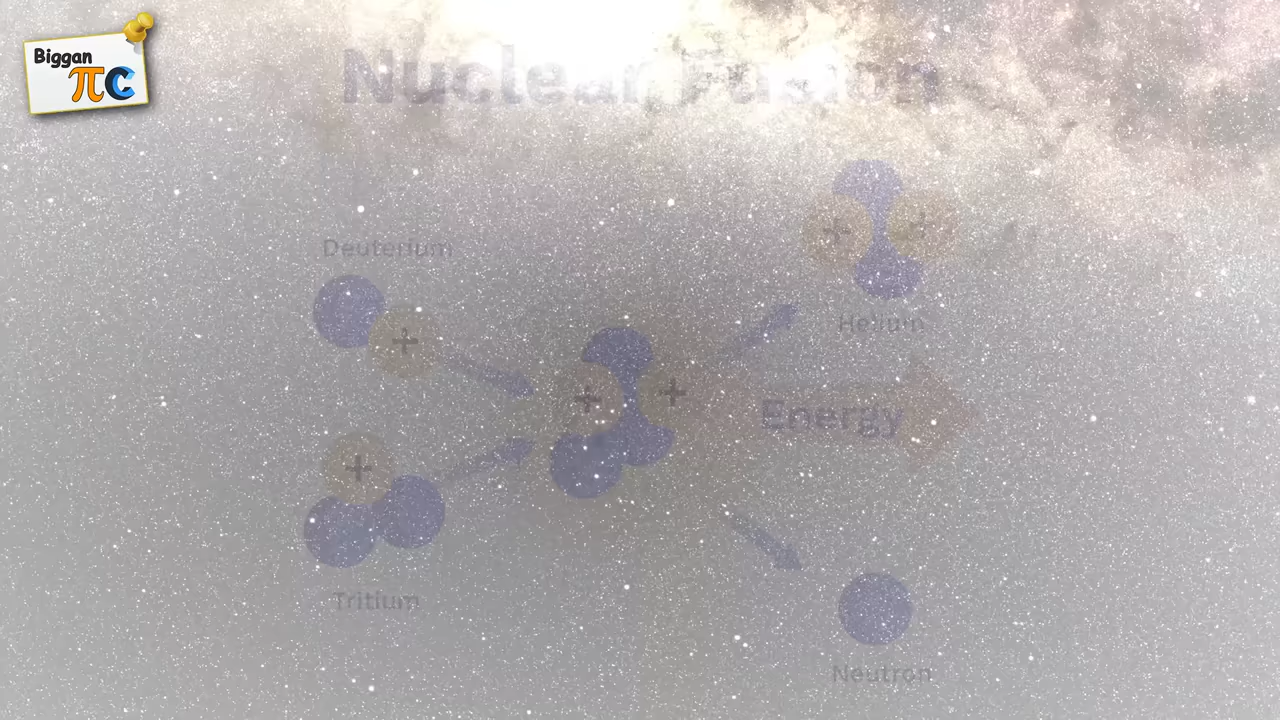 Biggan
πC
Nuclear Fusion
Deuterium
+
+
+
Helium
+
+
Energy
+
Tritium
Neutron